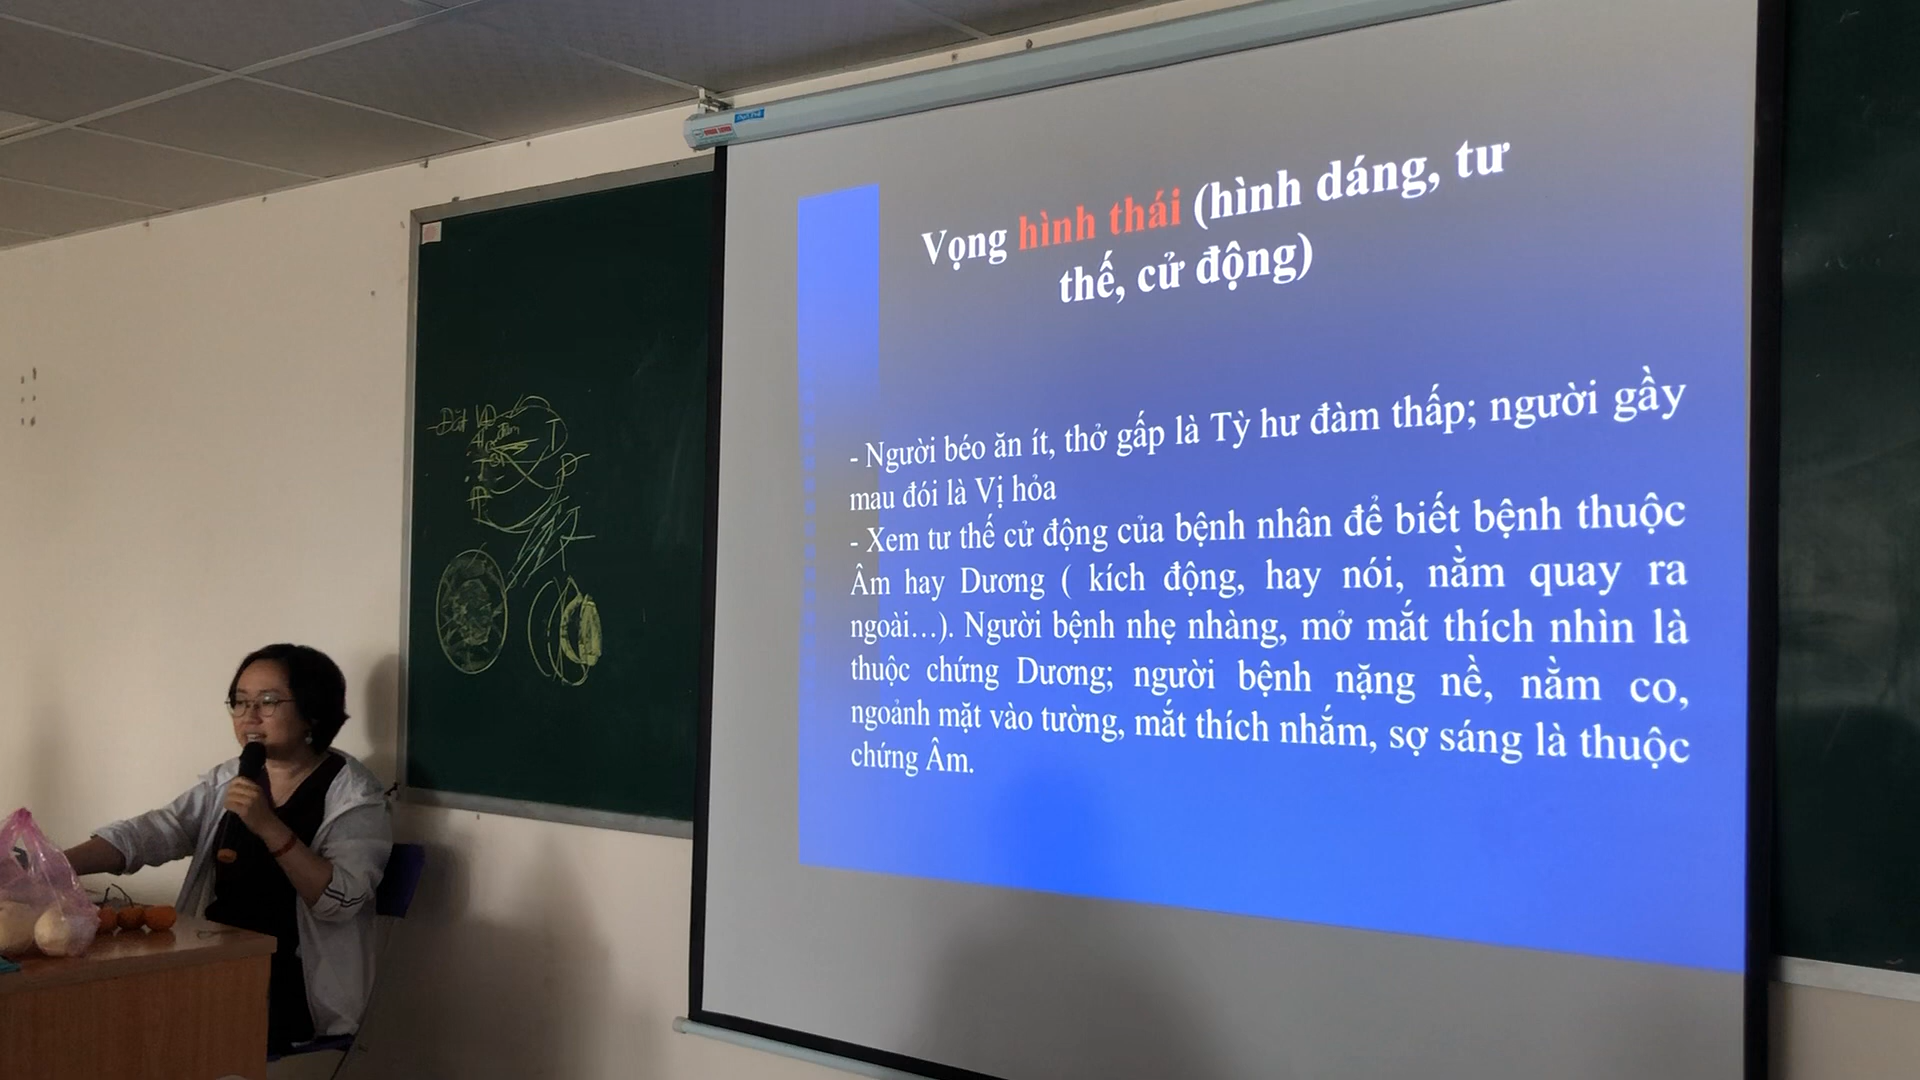 Vọng hình thái (hình dáng, tư
thế, cử động)
- Người béo ăn ít, thở gấp là Tỳ hư đàm thấp; người gầy
mau đói là Vị hỏa
- Xem tư thế cử động của bệnh nhân để biết bệnh thuộc
Âm hay Dương ( kích động, hay nói, nằm quay ra
ngoài...). Người bệnh nhẹ nhàng, mở mắt thích nhìn là
thuộc chứng Dương; người bệnh nặng nề, nằm co,
ngoảnh mặt vào tường, mắt thích nhắm, sợ sáng là thuộc
chứng Âm.